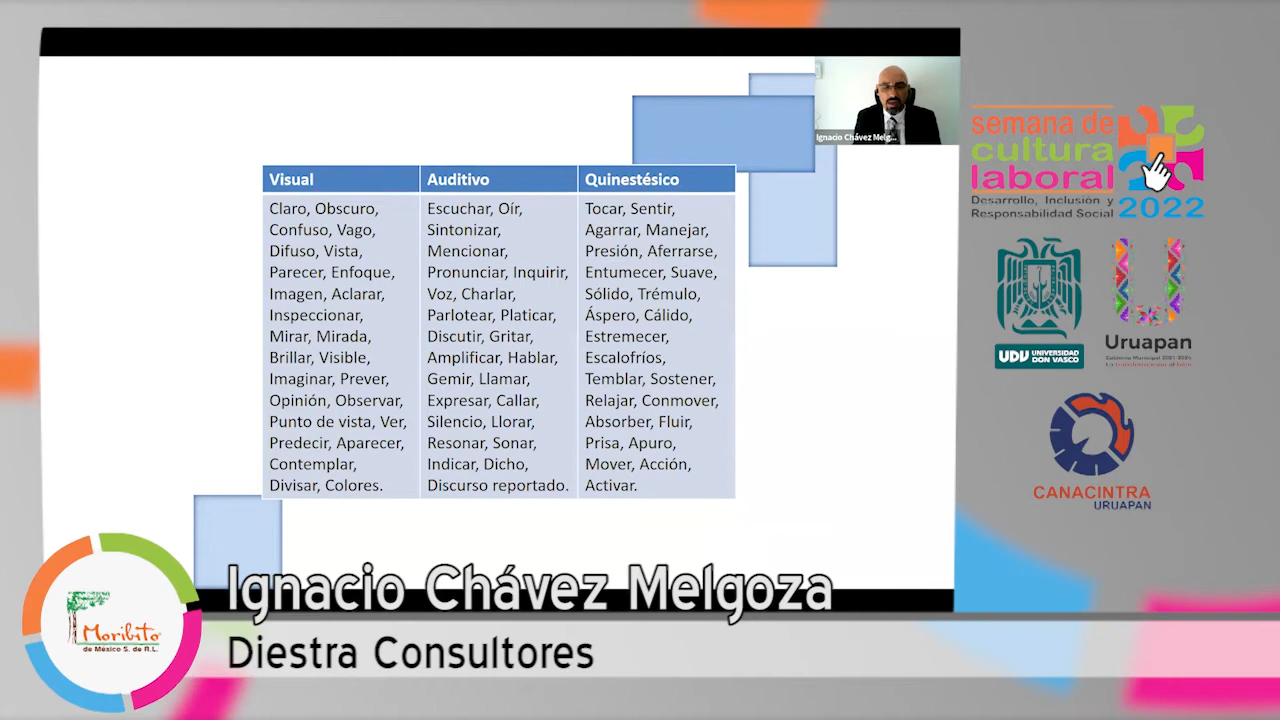 Ignacio Chávez Melg...
Visual
Claro, Obscuro,
Confuso, Vago,
Difuso, Vista,
Parecer, Enfoque,
Imagen, Aclarar,
Inspeccionar,
Mirar, Mirada,
Brillar, Visible,
Imaginar, Prever,
Opinión, Observar,
Punto de vista, Ver,
Predecir, Aparecer,
Contemplar,
Divisar, Colores.
Auditivo
Escuchar, Oír,
Sintonizar,
Mencionar,
Pronunciar, Inquirir,
Voz, Charlar,
Parlotear, Platicar,
Discutir, Gritar,
Amplificar, Hablar,
Gemir, Llamar,
Expresar, Callar,
Silencio, Llorar,
Resonar, Sonar,
Indicar, Dicho,
Discurso reportado.
Quinestésico
Tocar, Sentir,
Agarrar, Manejar,
Presión, Aferrarse,
Entumecer, Suave,
Sólido, Trémulo,
Áspero, Cálido,
Estremecer,
Escalofríos,
Temblar, Sostener,
Relajar, Conmover,
Absorber, Fluir,
Prisa, Apuro,
Mover, Acción,
Activar.
semana de
cultura
laboral
Desarrollo, Inclusión y
Responsabilidad Social
2022
UDV UNIVERSIDAD
DON VASCO
Uruapan
Gobierno Municipal 2021-2024
CANACINTRA
URUAPAN
Moribito
de México S. de R.L.
Ignacio Chávez Melgoza
Diestra Consultores